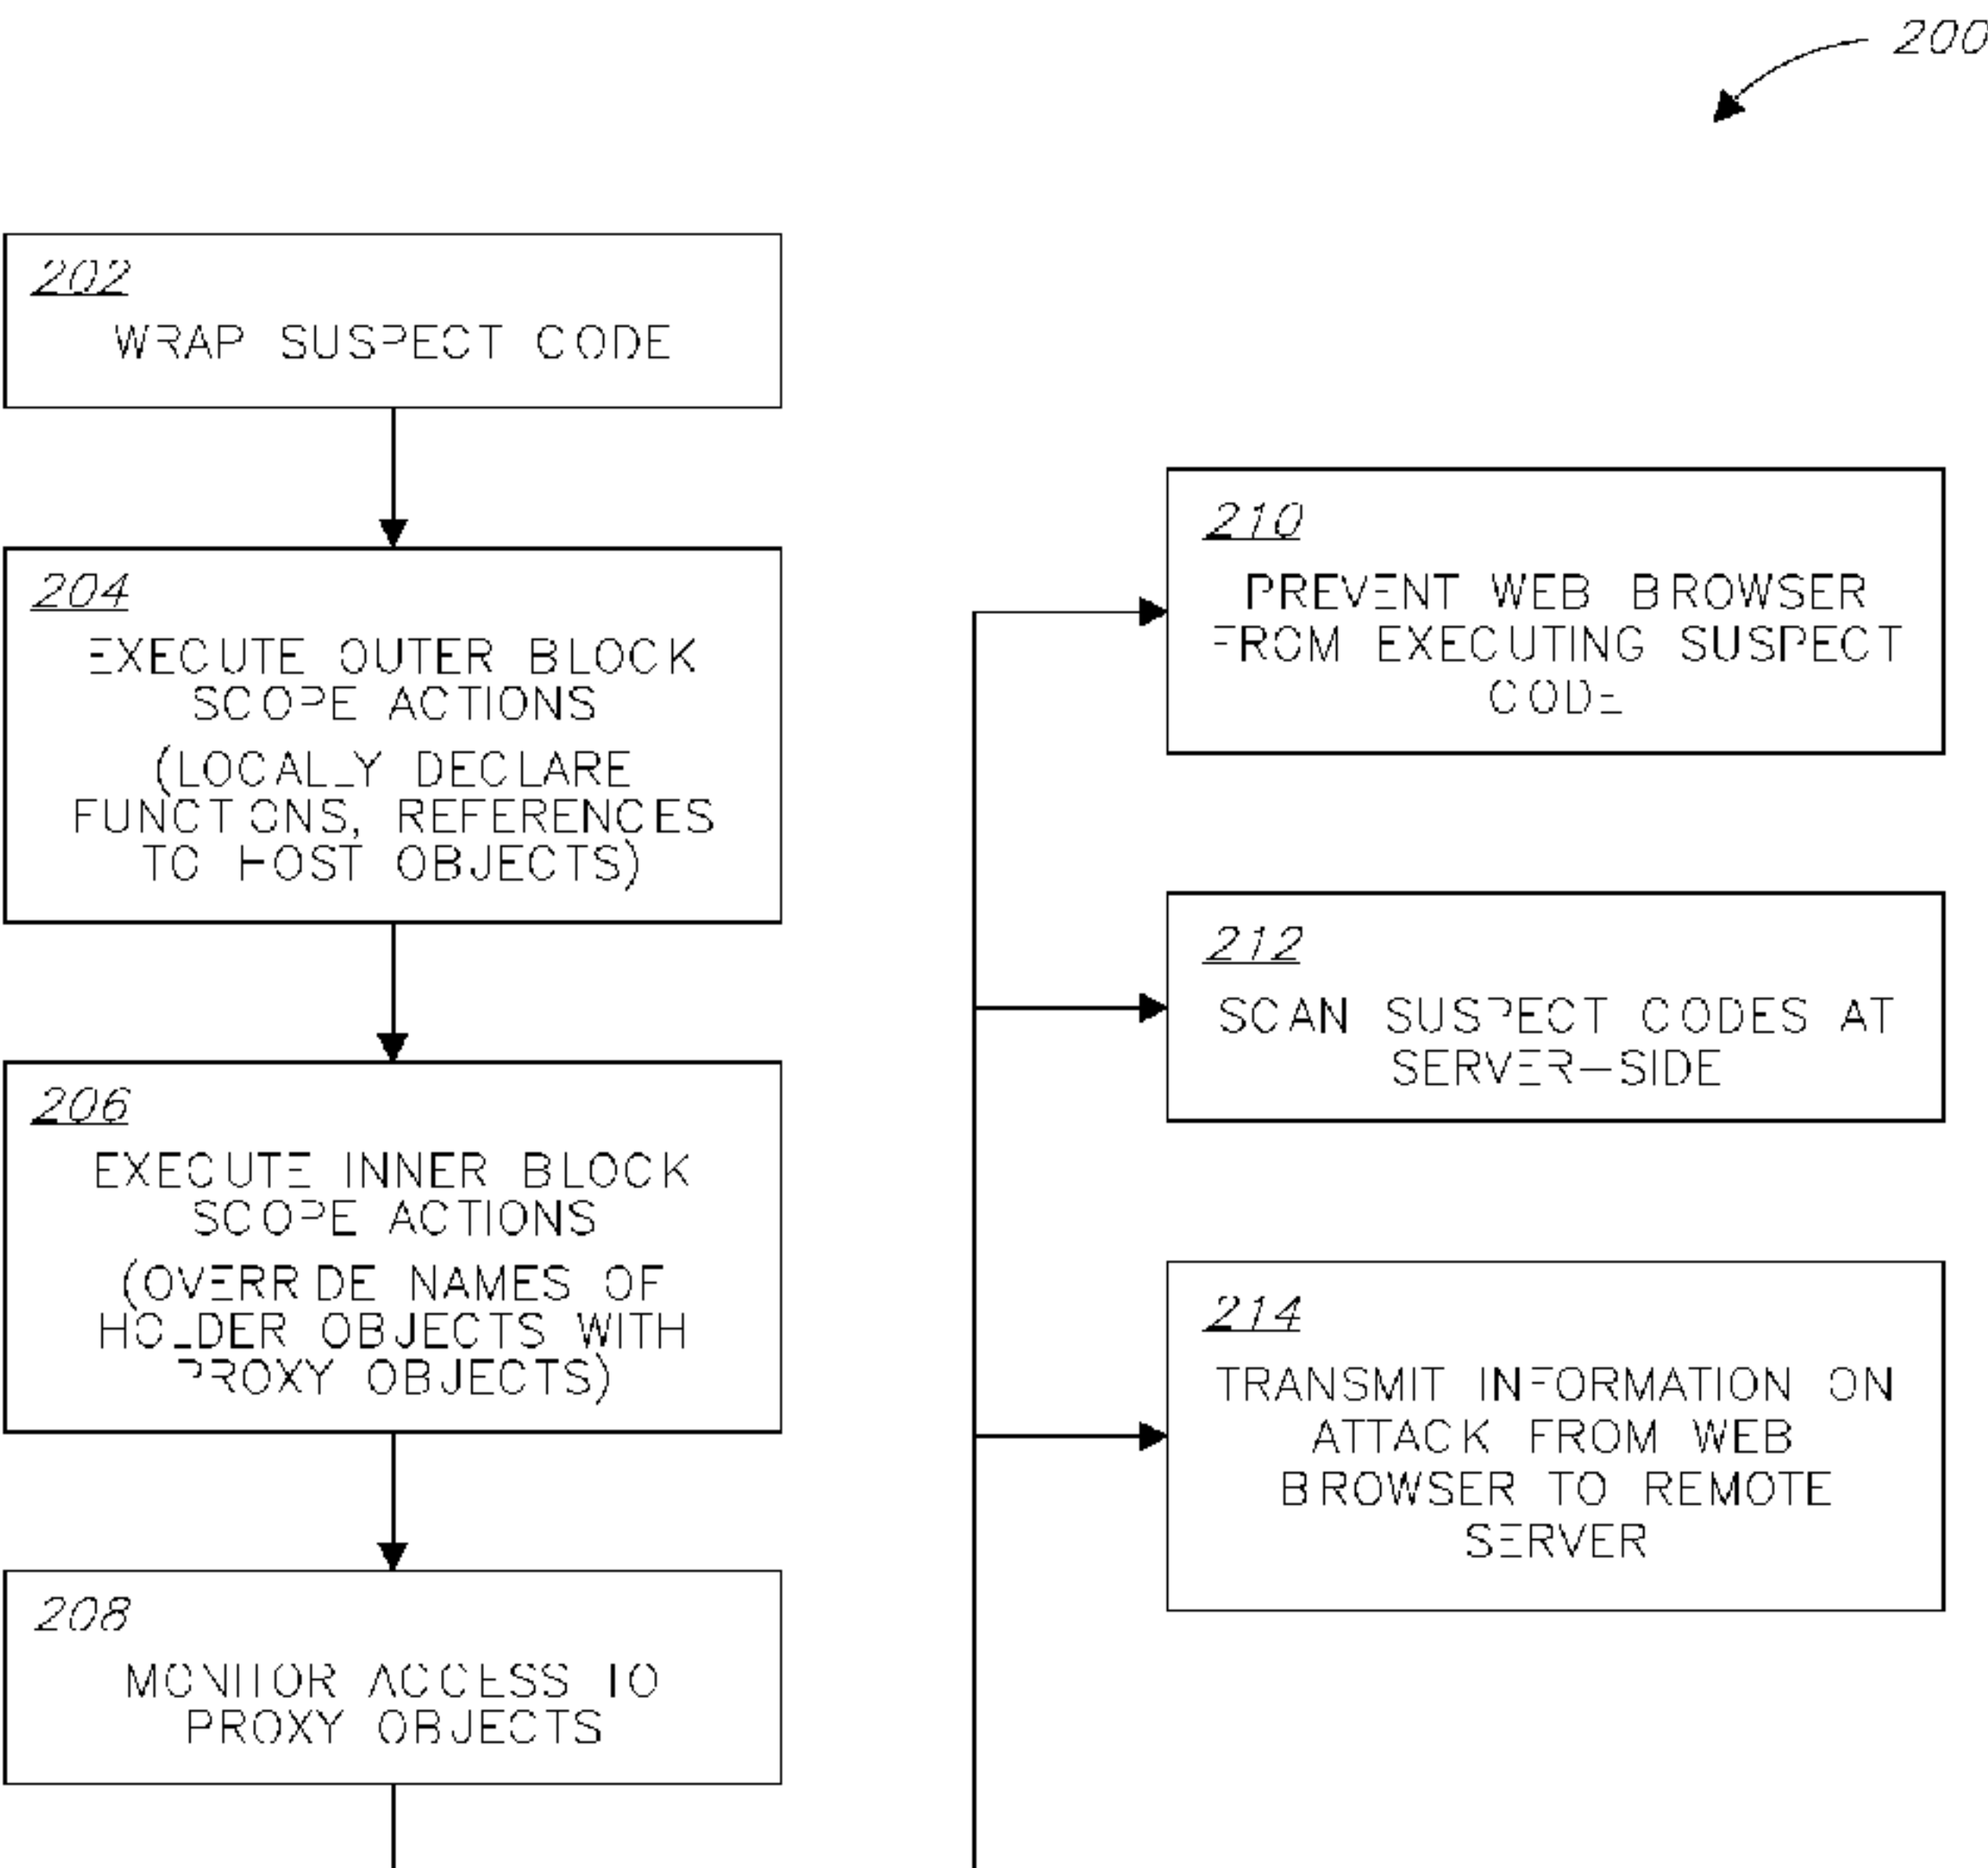 200
202
WRAP SUSPECT CODE
204
EXECUTE OUTER BLOCK
SCOPE ACTIONS
(LOCALLY DECLARE
FUNCTIONS, REFERENCES
TO HOST OBJECTS)
206
EXECUTE INNER BLOCK
SCOPE ACTIONS
(OVERRIDE NAMES OF
HOLDER OBJECTS WITH
PROXY OBJECTS)
208
MONITOR ACCESS TO
PROXY OBJECTS
210
PREVENT WEB BROWSER
FROM EXECUTING SUSPECT
CODE
212
SCAN SUSPECT CODES AT
SERVER-SIDE
214
TRANSMIT INFORMATION ON
ATTACK FROM WEB
BROWSER TO REMOTE
SERVER